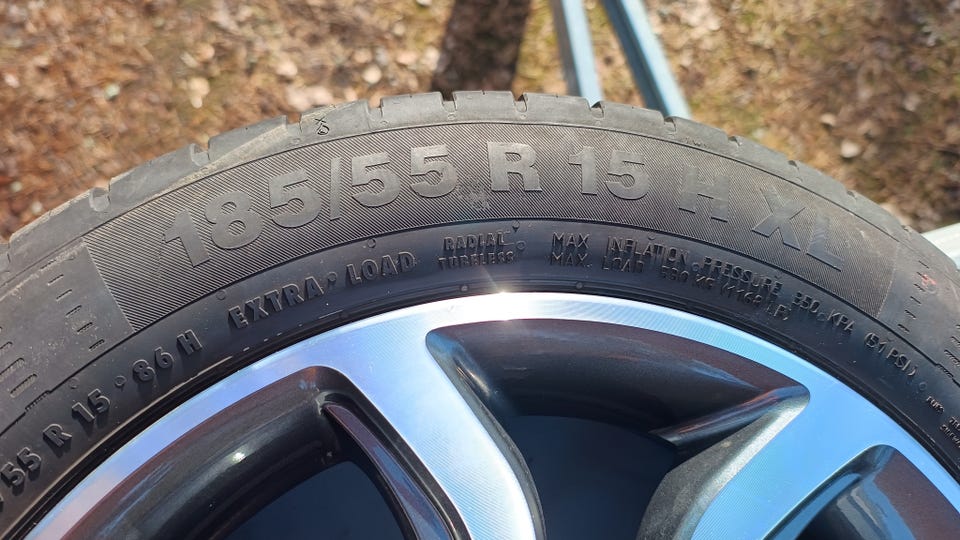 185/55 R 15 H XL
/55 R 15 86 H EXTRA LOAD
RADIAL
TUBELESS
MAX INFLATION PRESSURE 350 KPA (51 PSI)
MAX. LOAD 530 KG (1168 LB)